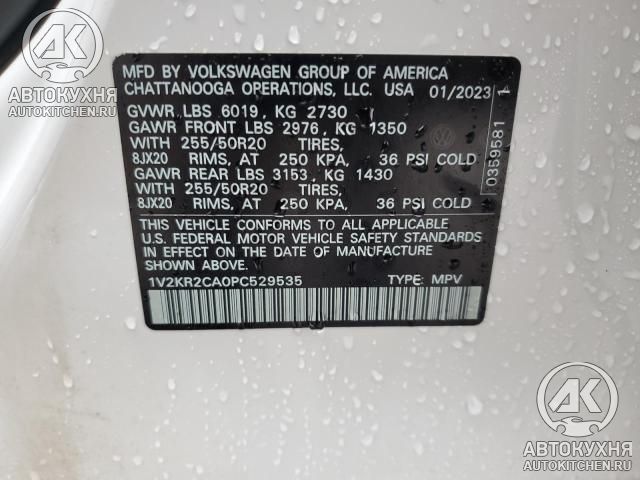 MFD BY VOLKSWAGEN GROUP OF AMERICA
CHATTANOOGA OPERATIONS, LLC. USA 01/2023
GVWR LBS 6019, KG 2730
GAWR FRONT LBS 2976, KG 1350
WITH 255/50R20 TIRES,
8JX20 RIMS, AT 250 KPA, 36 PSI COLD
GAWR REAR LBS 3153, KG 1430
WITH 255/50R20 TIRES,
8JX20 RIMS, AT 250 KPA, 36 PSI COLD
THIS VEHICLE CONFORMS TO ALL APPLICABLE
U.S. FEDERAL MOTOR VEHICLE SAFETY STANDARDS
IN EFFECT ON THE DATE OF MANUFACTURE
SHOWN ABOVE.
1V2KR2CA0PC529535 TYPE: MPV
0359581 1
АК
АВТОКУХНЯ
AUTOKITCHEN.RU
АК
АВТОКУХНЯ
AUTOKITCHEN.RU